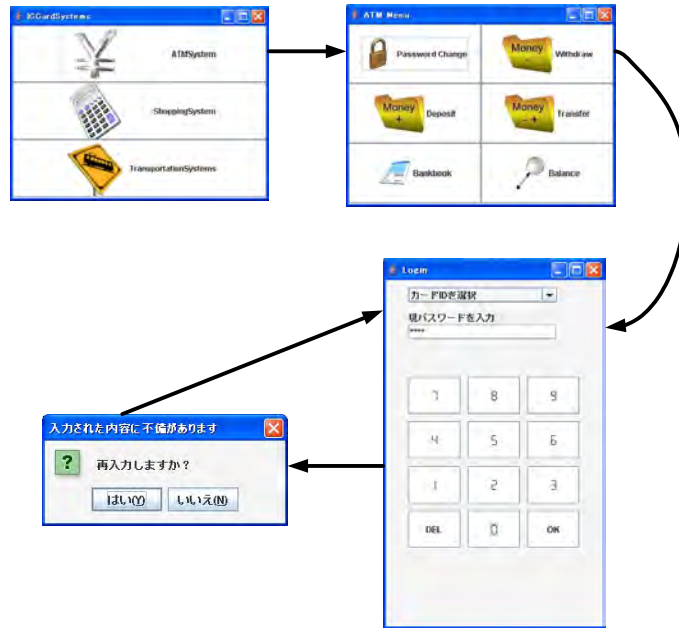 ICCardSystems
ATMSystem
ShoppingSystem
TransportationSystems
ATM Menu
Password Change
Money
-
Withdraw
Money
+
Deposit
Money
- +
Transfer
Bankbook
Balance
Login
カードIDを選択
現パスワードを入力
****
7 8 9
4 5 6
1 2 3
DEL 0 OK
入力された内容に不備があります
再入力しますか?
はい(Y) いいえ(N)